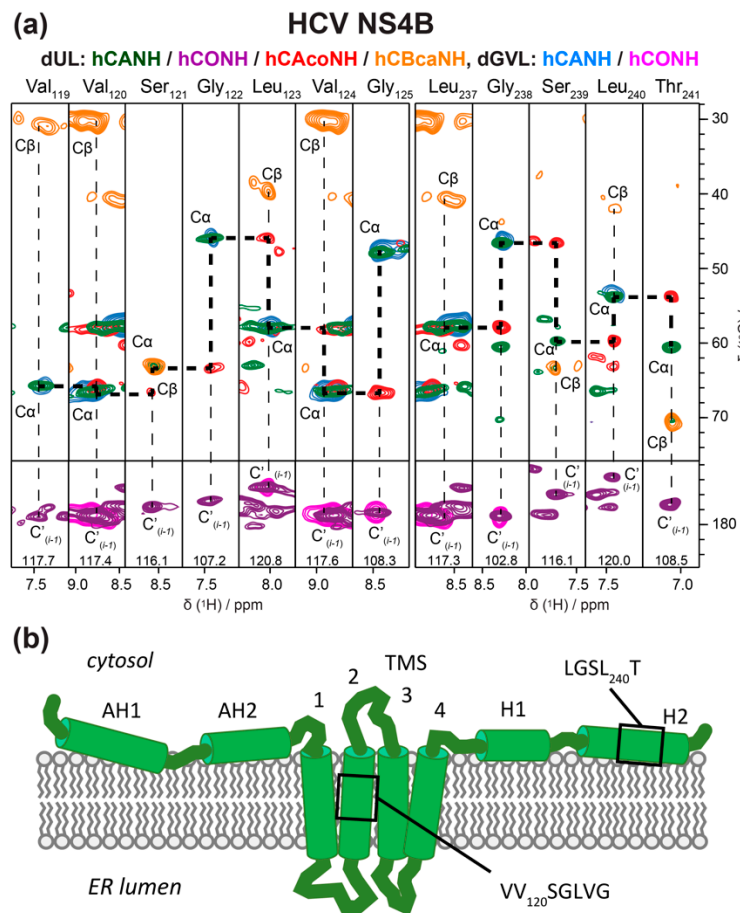 (a) HCV NS4B
dUL: hCANH / hCONH / hCAcoNH / hCBcaNH, dGVL: hCANH / hCONH
Val119 Val120 Ser121 Gly122 Leu123 Val124 Gly125 Leu237 Gly238 Ser239 Leu240 Thr241
30
Cβ Cβ Cβ Cβ Cβ Cβ
40
Cα Cα Cα
50
Cα Cα
60
Cα Cβ Cα Cα Cβ Cα
Cα Cα Cα
70
Cβ
C'(i-1) C'(i-1) C'(i-1)
C'(i-1) C'(i-1) C'(i-1) C'(i-1) C'(i-1) C'(i-1) C'(i-1) C'(i-1)
180
117.7 117.4 116.1 107.2 120.8 117.6 108.3 117.3 102.8 116.1 120.0 108.5
7.5 9.0 8.5 7.5 8.0 9.0 8.5 8.5 8.0 7.5 7.5 7.0
δ (¹H) / ppm δ (¹H) / ppm
(b)
cytosol TMS LGSL240T
AH1 AH2 1 2 3 4 H1 H2
ER lumen
VV120SGLVG